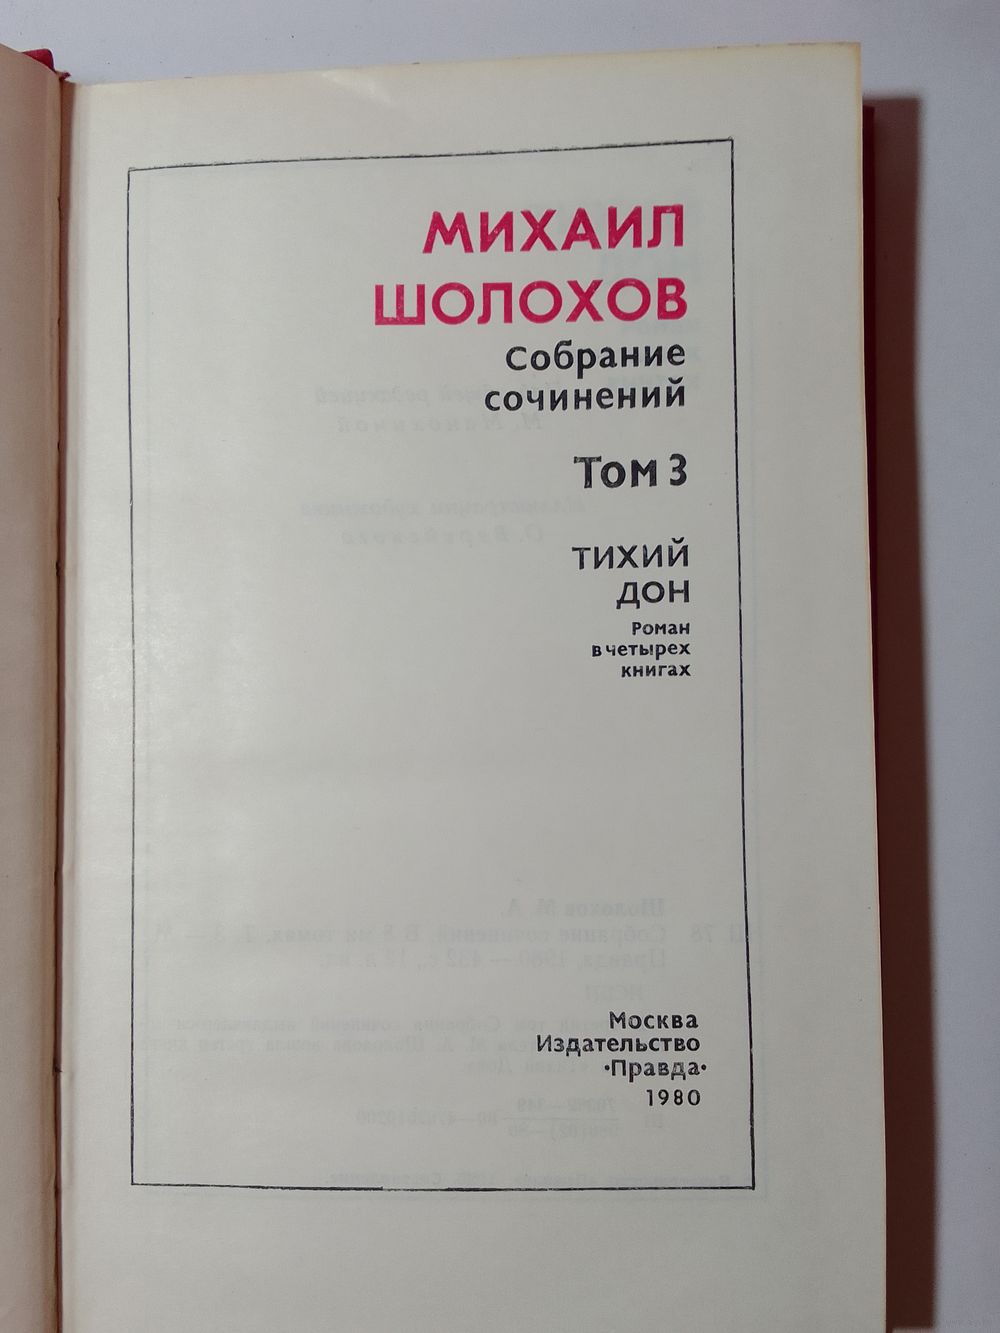 МИХАИЛ
ШОЛОХОВ
Собрание
сочинений
Том 3
ТИХИЙ
ДОН
Роман
в четырех
книгах
Москва
Издательство
•Правда•
1980